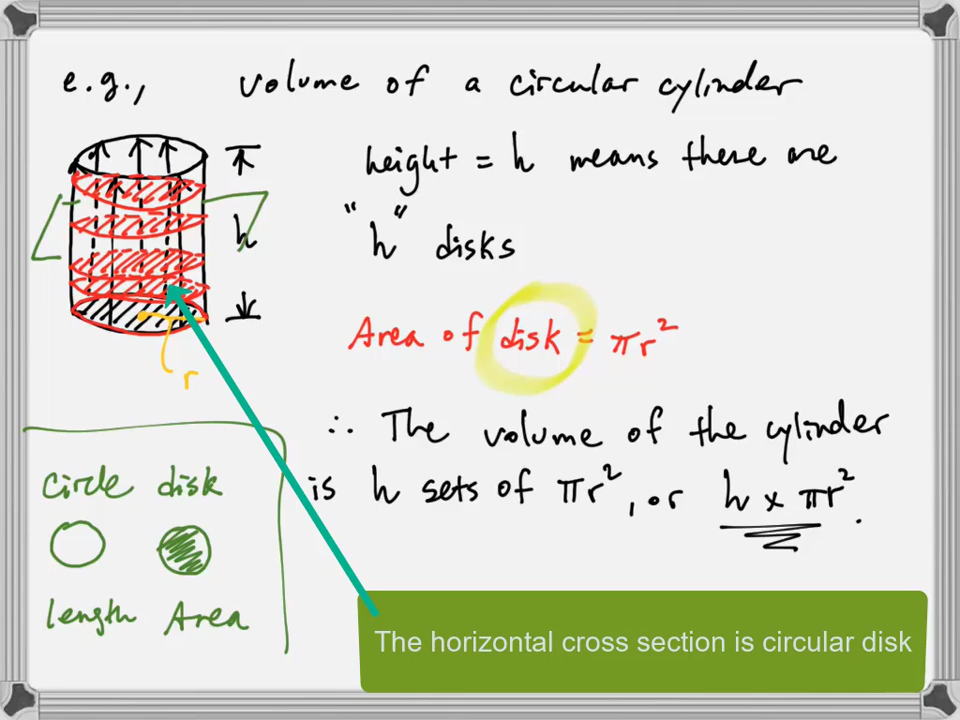 e.g., volume of a circular cylinder
height = h means there are
"h" disks
h
Area of disk = πr²
r
∴ The volume of the cylinder
is h sets of πr², or h × πr².
circle disk
length Area
The horizontal cross section is circular disk